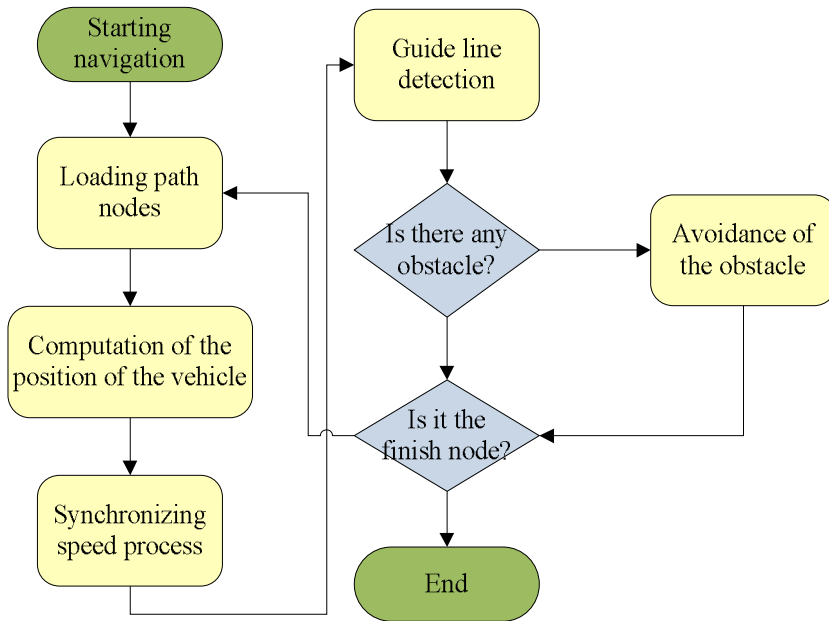 Starting
navigation
Loading path
nodes
Computation of the
position of the vehicle
Synchronizing
speed process
Guide line
detection
Is there any
obstacle?
Avoidance of
the obstacle
Is it the
finish node?
End